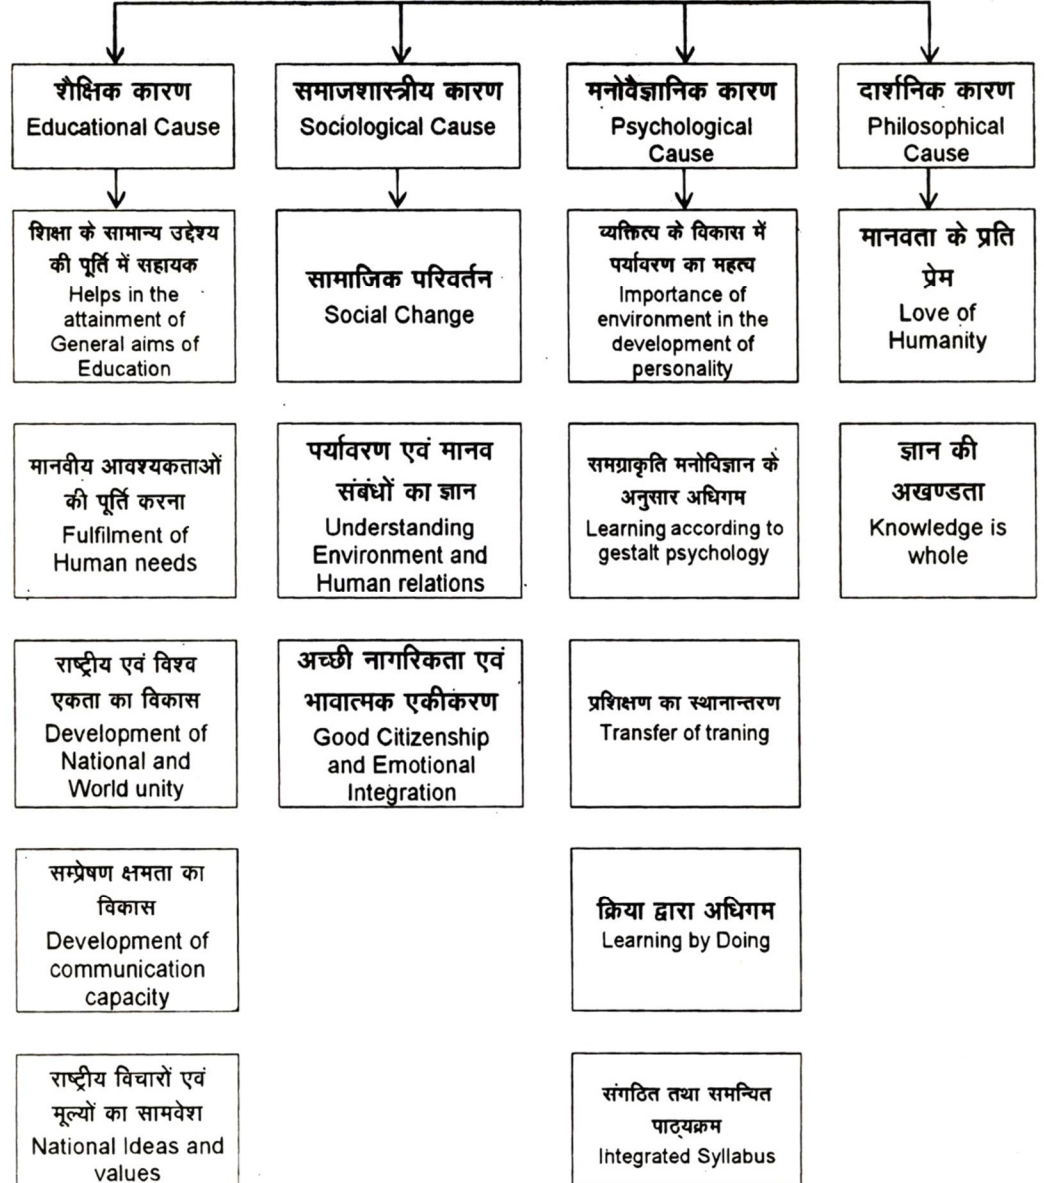 शैक्षिक कारण
Educational Cause
समाजशास्त्रीय कारण
Sociological Cause
मनोवैज्ञानिक कारण
Psychological
Cause
दार्शनिक कारण
Philosophical
Cause
शिक्षा के सामान्य उद्देश्य
की पूर्ति में सहायक
Helps in the
attainment of
General aims of
Education
सामाजिक परिवर्तन
Social Change
व्यक्तित्व के विकास में
पर्यावरण का महत्व
Importance of
environment in the
development of
personality
मानवता के प्रति
प्रेम
Love of
Humanity
मानवीय आवश्यकताओं
की पूर्ति करना
Fulfilment of
Human needs
पर्यावरण एवं मानव
संबंधों का ज्ञान
Understanding
Environment and
Human relations
समग्राकृति मनोविज्ञान के
अनुसार अधिगम
Learning according to
gestalt psychology
ज्ञान की
अखण्डता
Knowledge is
whole
राष्ट्रीय एवं विश्व
एकता का विकास
Development of
National and
World unity
अच्छी नागरिकता एवं
भावात्मक एकीकरण
Good Citizenship
and Emotional
Integration
प्रशिक्षण का स्थानान्तरण
Transfer of traning
सम्प्रेषण क्षमता का
विकास
Development of
communication
capacity
क्रिया द्वारा अधिगम
Learning by Doing
राष्ट्रीय विचारों एवं
मूल्यों का सामवेश
National Ideas and
values
संगठित तथा समन्वित
पाठ्यक्रम
Integrated Syllabus